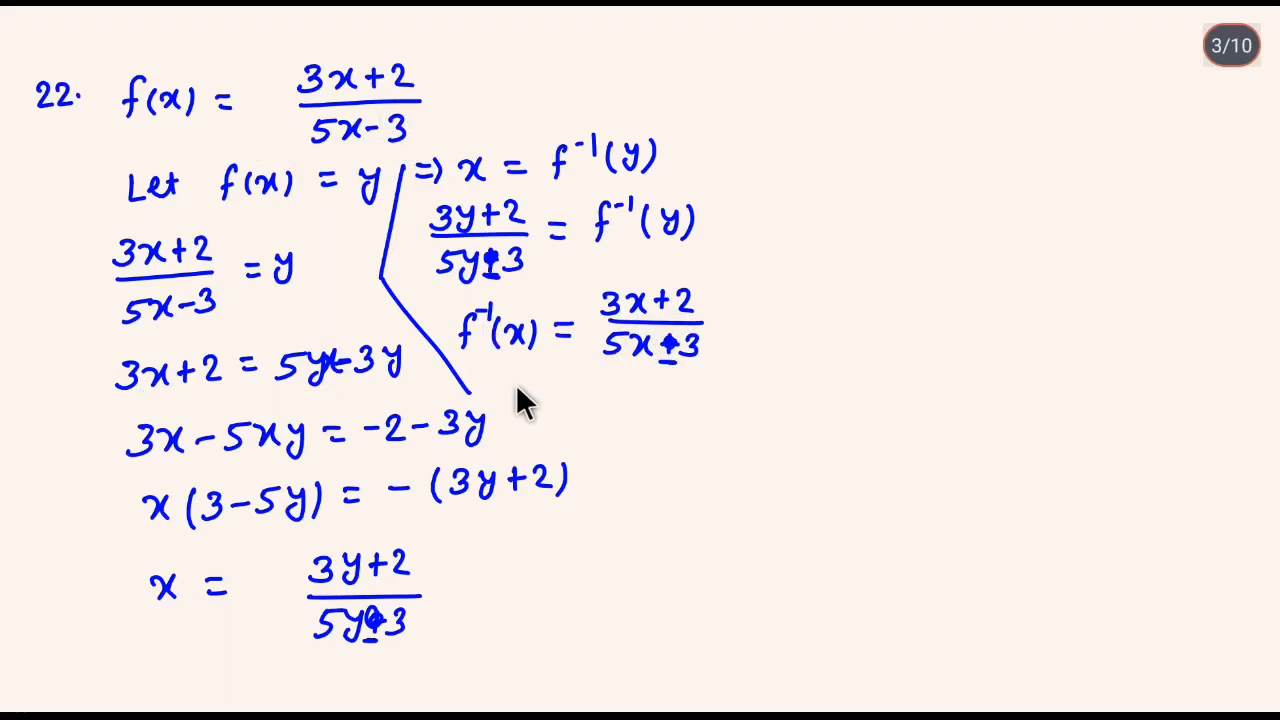 3/10
22. f(x) = (3x+2)/(5x-3)
Let f(x) = y
(3x+2)/(5x-3) = y
3x+2 = 5yx-3y
3x-5xy = -2-3y
x(3-5y) = -(3y+2)
x = (3y+2)/(5y-3)
⇒ x = f⁻¹(y)
(3y+2)/(5y-3) = f⁻¹(y)
f⁻¹(x) = (3x+2)/(5x-3)